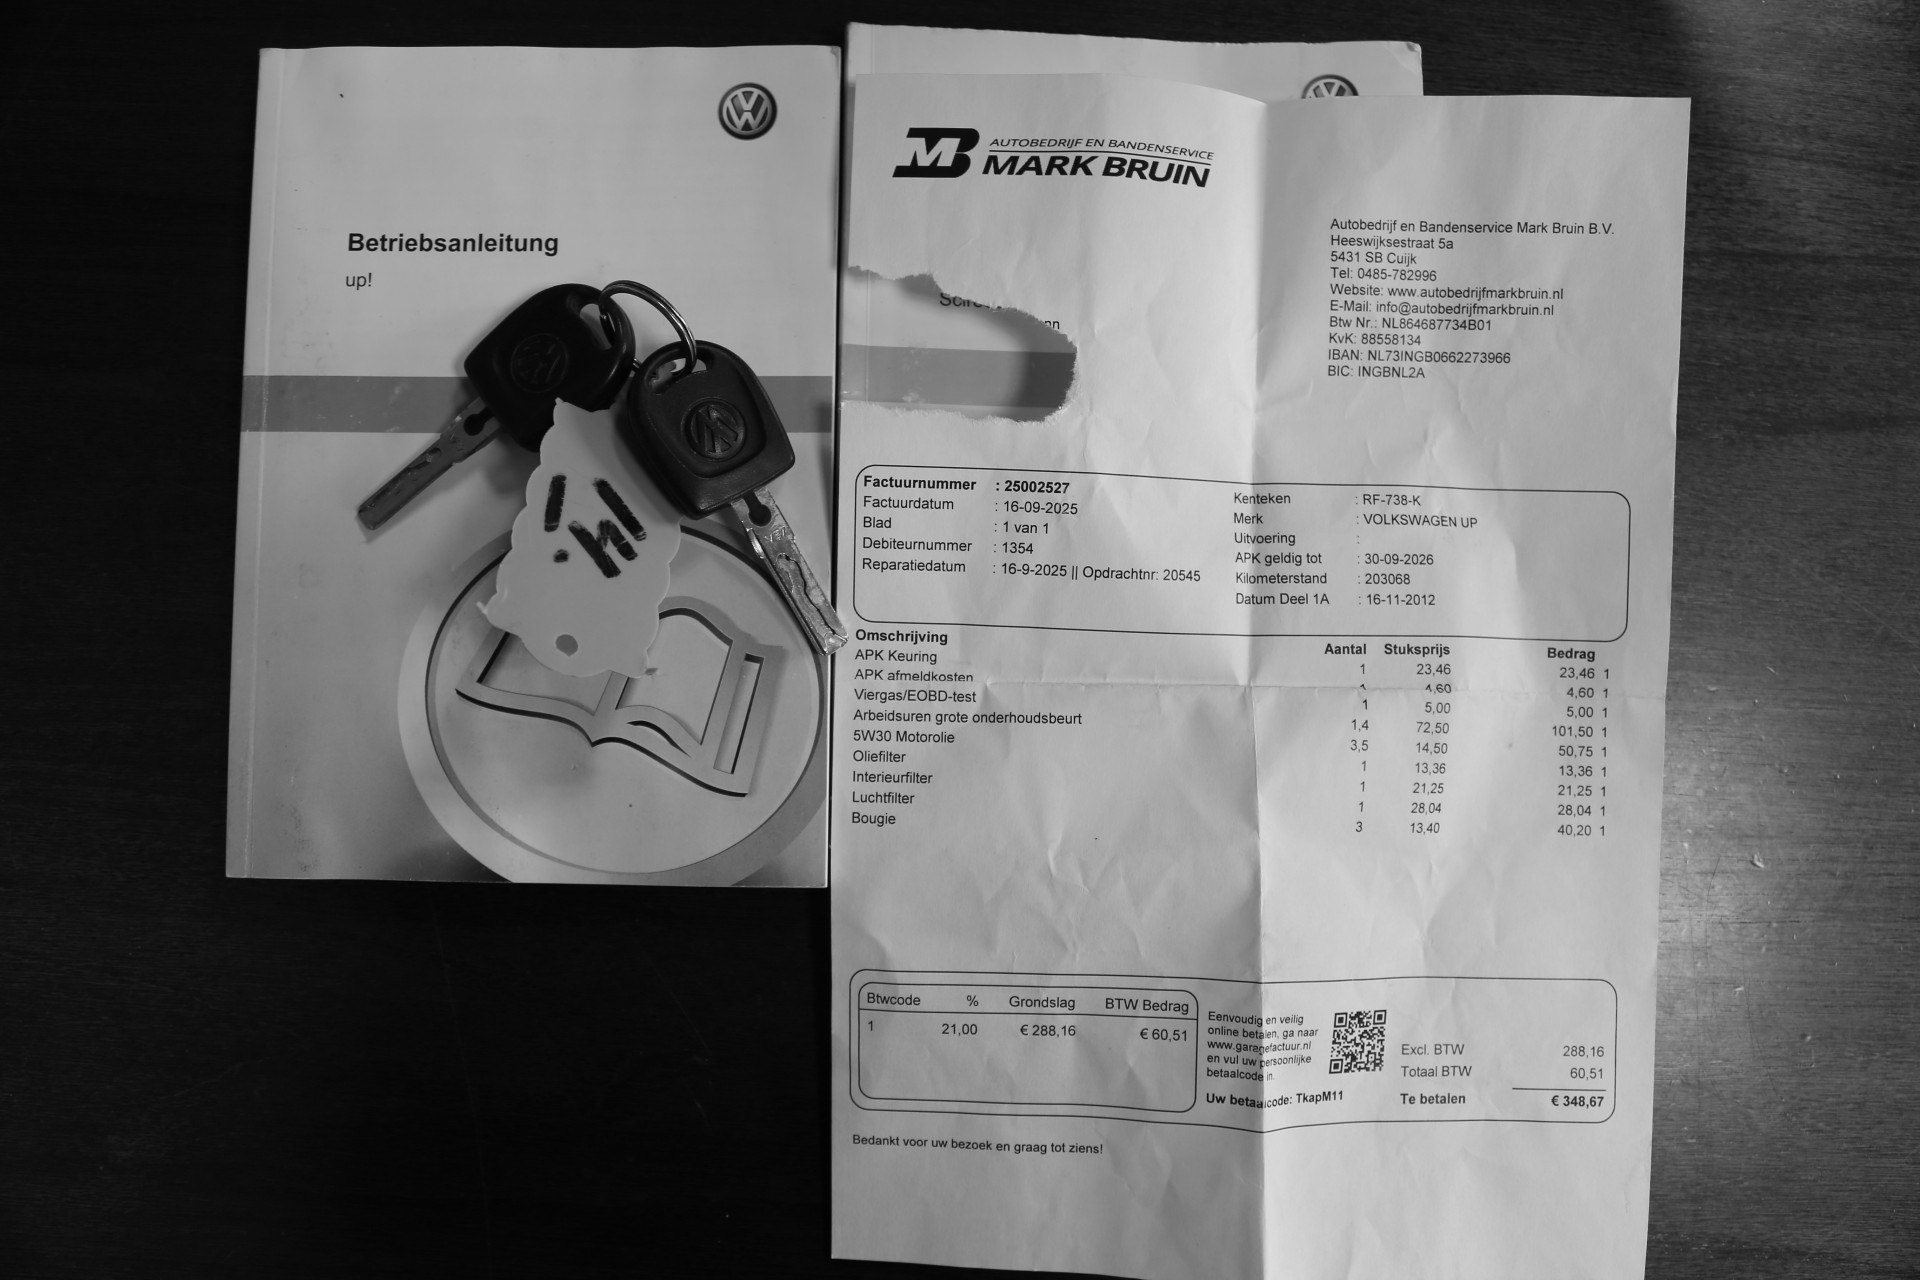 Betriebsanleitung
up!
hi!
MB AUTOBEDRIJF EN BANDENSERVICE
MARK BRUIN
Autobedrijf en Bandenservice Mark Bruin B.V.
Heeswijksestraat 5a
5431 SB Cuijk
Tel: 0485-782996
Website: www.autobedrijfmarkbruin.nl
E-Mail: info@autobedrijfmarkbruin.nl
Btw Nr.: NL864687734B01
KvK: 88558134
IBAN: NL73INGB0662273966
BIC: INGBNL2A
Factuurnummer : 25002527
Factuurdatum : 16-09-2025
Blad : 1 van 1
Debiteurnummer : 1354
Reparatiedatum : 16-9-2025 || Opdrachtnr: 20545
Kenteken : RF-738-K
Merk : VOLKSWAGEN UP
Uitvoering :
APK geldig tot : 30-09-2026
Kilometerstand : 203068
Datum Deel 1A : 16-11-2012
Omschrijving Aantal Stuksprijs Bedrag
APK Keuring 1 23,46 23,46 1
APK afmeldkosten 1 4,60 4,60 1
Viergas/EOBD-test 1 5,00 5,00 1
Arbeidsuren grote onderhoudsbeurt 1,4 72,50 101,50 1
5W30 Motorolie 3,5 14,50 50,75 1
Oliefilter 1 13,36 13,36 1
Interieurfilter 1 21,25 21,25 1
Luchtfilter 1 28,04 28,04 1
Bougie 3 13,40 40,20 1
Btwcode % Grondslag BTW Bedrag
1 21,00 € 288,16 € 60,51
Eenvoudig en veilig
online betalen, ga naar
www.garagefactuur.nl
en vul uw persoonlijke
betaalcode in.
Uw betaalcode: TkapM11
Excl. BTW 288,16
Totaal BTW 60,51
Te betalen € 348,67
Bedankt voor uw bezoek en graag tot ziens!